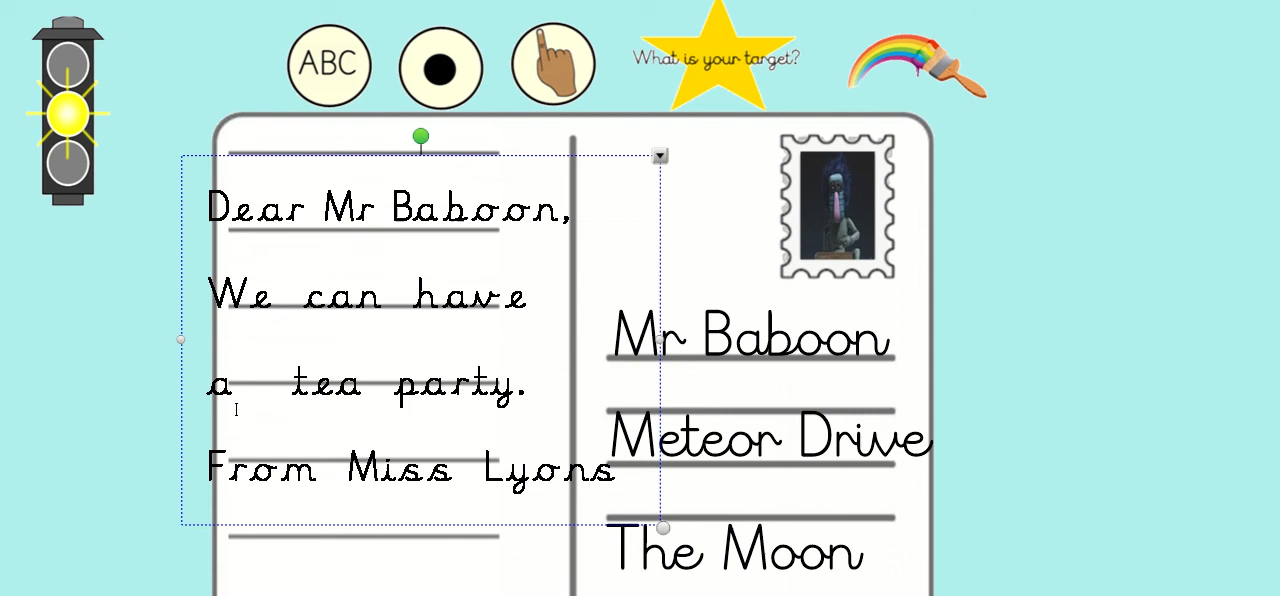 ABC
What is your target?
Dear Mr Baboon,
We can have
a tea party.
From Miss Lyons
Mr Baboon
Meteor Drive
The Moon